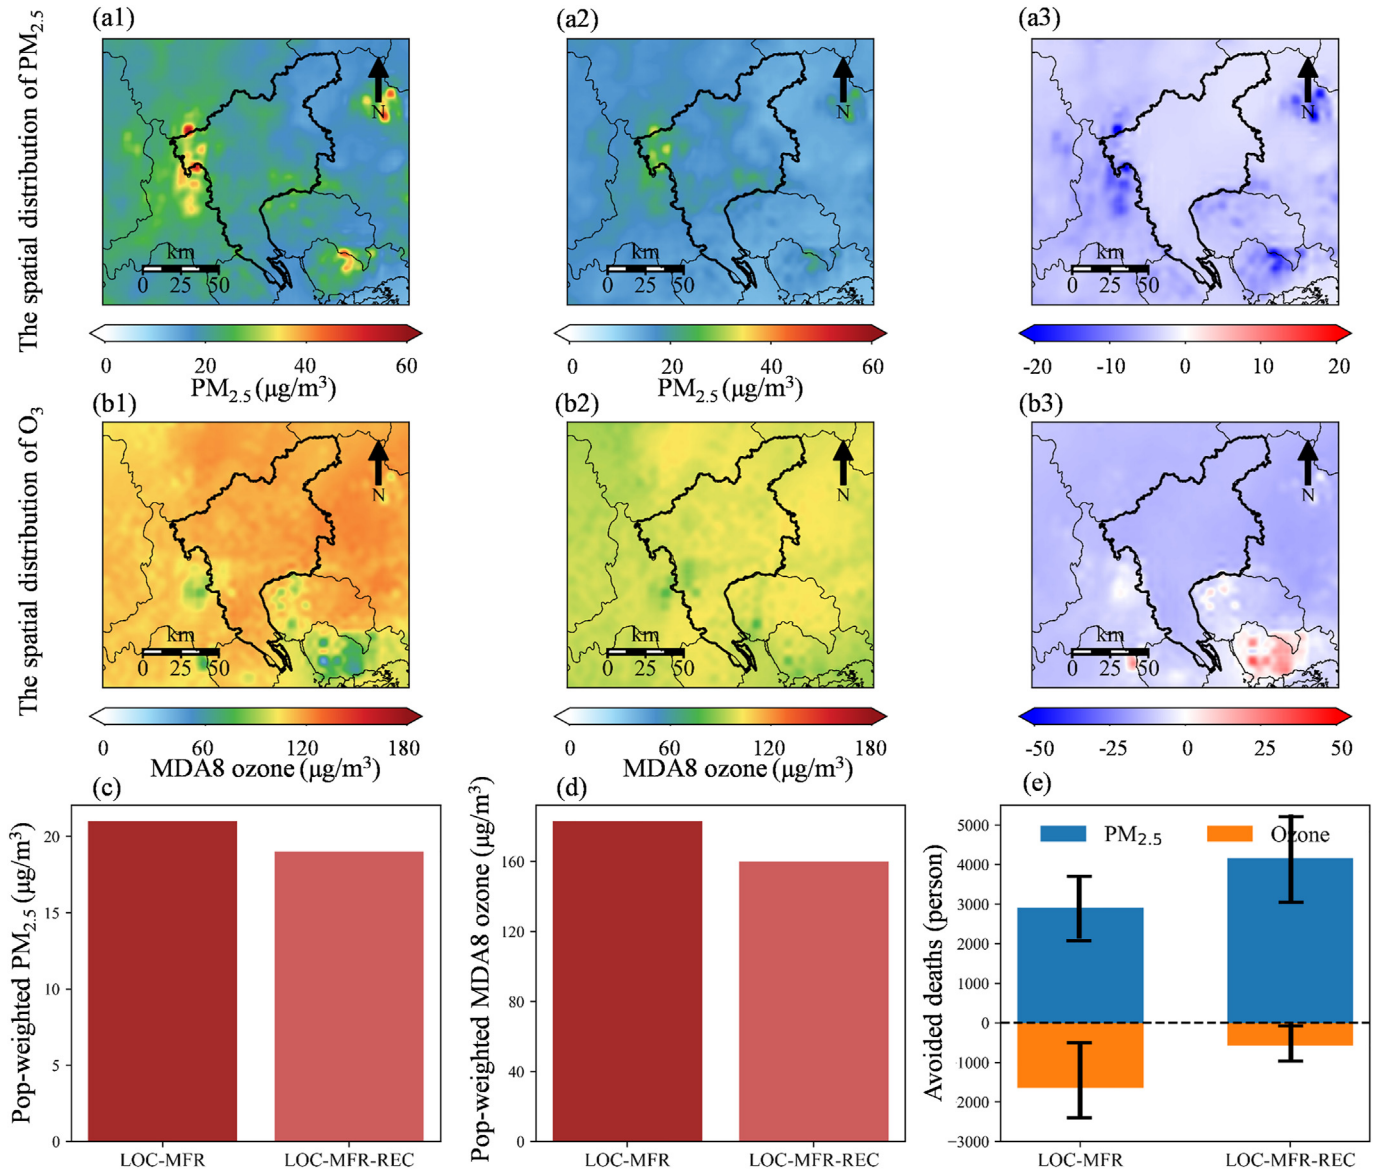 (a1)
(a2)
(a3)
The spatial distribution of PM2.5
N
N
N
km
km
km
0 25 50
0 25 50
0 25 50
0 20 40 60
0 20 40 60
-20 -10 0 10 20
PM2.5 (μg/m³)
PM2.5 (μg/m³)
(b1)
(b2)
(b3)
The spatial distribution of O3
N
N
N
km
km
km
0 25 50
0 25 50
0 25 50
0 60 120 180
0 60 120 180
-50 -25 0 25 50
MDA8 ozone (μg/m³)
MDA8 ozone (μg/m³)
(c)
Pop-weighted PM2.5 (μg/m³)
20
15
10
5
0
LOC-MFR
LOC-MFR-REC
(d)
Pop-weighted MDA8 ozone (μg/m³)
160
120
80
40
0
LOC-MFR
LOC-MFR-REC
(e)
Avoided deaths (person)
PM2.5
Ozone
5000
4000
3000
2000
1000
0
1000
2000
−3000
LOC-MFR
LOC-MFR-REC